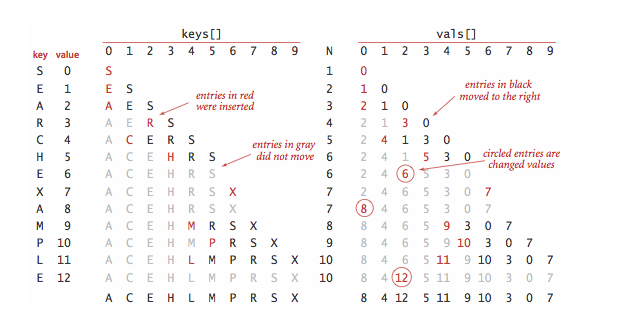 keys[] vals[]
key value 0 1 2 3 4 5 6 7 8 9 N 0 1 2 3 4 5 6 7 8 9
S 0 S 1 0
E 1 E S 2 1 0
A 2 A E S 3 2 1 0
entries in red
were inserted
entries in black
moved to the right
R 3 A E R S 4 2 1 3 0
C 4 A C E R S 5 2 4 1 3 0
entries in gray
did not move
H 5 A C E H R S 6 2 4 1 5 3 0
circled entries are
changed values
E 6 A C E H R S 6 2 4 6 5 3 0
X 7 A C E H R S X 7 2 4 6 5 3 0 7
A 8 A C E H R S X 7 8 4 6 5 3 0 7
M 9 A C E H M R S X 8 8 4 6 5 9 3 0 7
P 10 A C E H M P R S X 9 8 4 6 5 9 10 3 0 7
L 11 A C E H L M P R S X 10 8 4 6 5 11 9 10 3 0 7
E 12 A C E H L M P R S X 10 8 4 12 5 11 9 10 3 0 7
A C E H L M P R S X 8 4 12 5 11 9 10 3 0 7